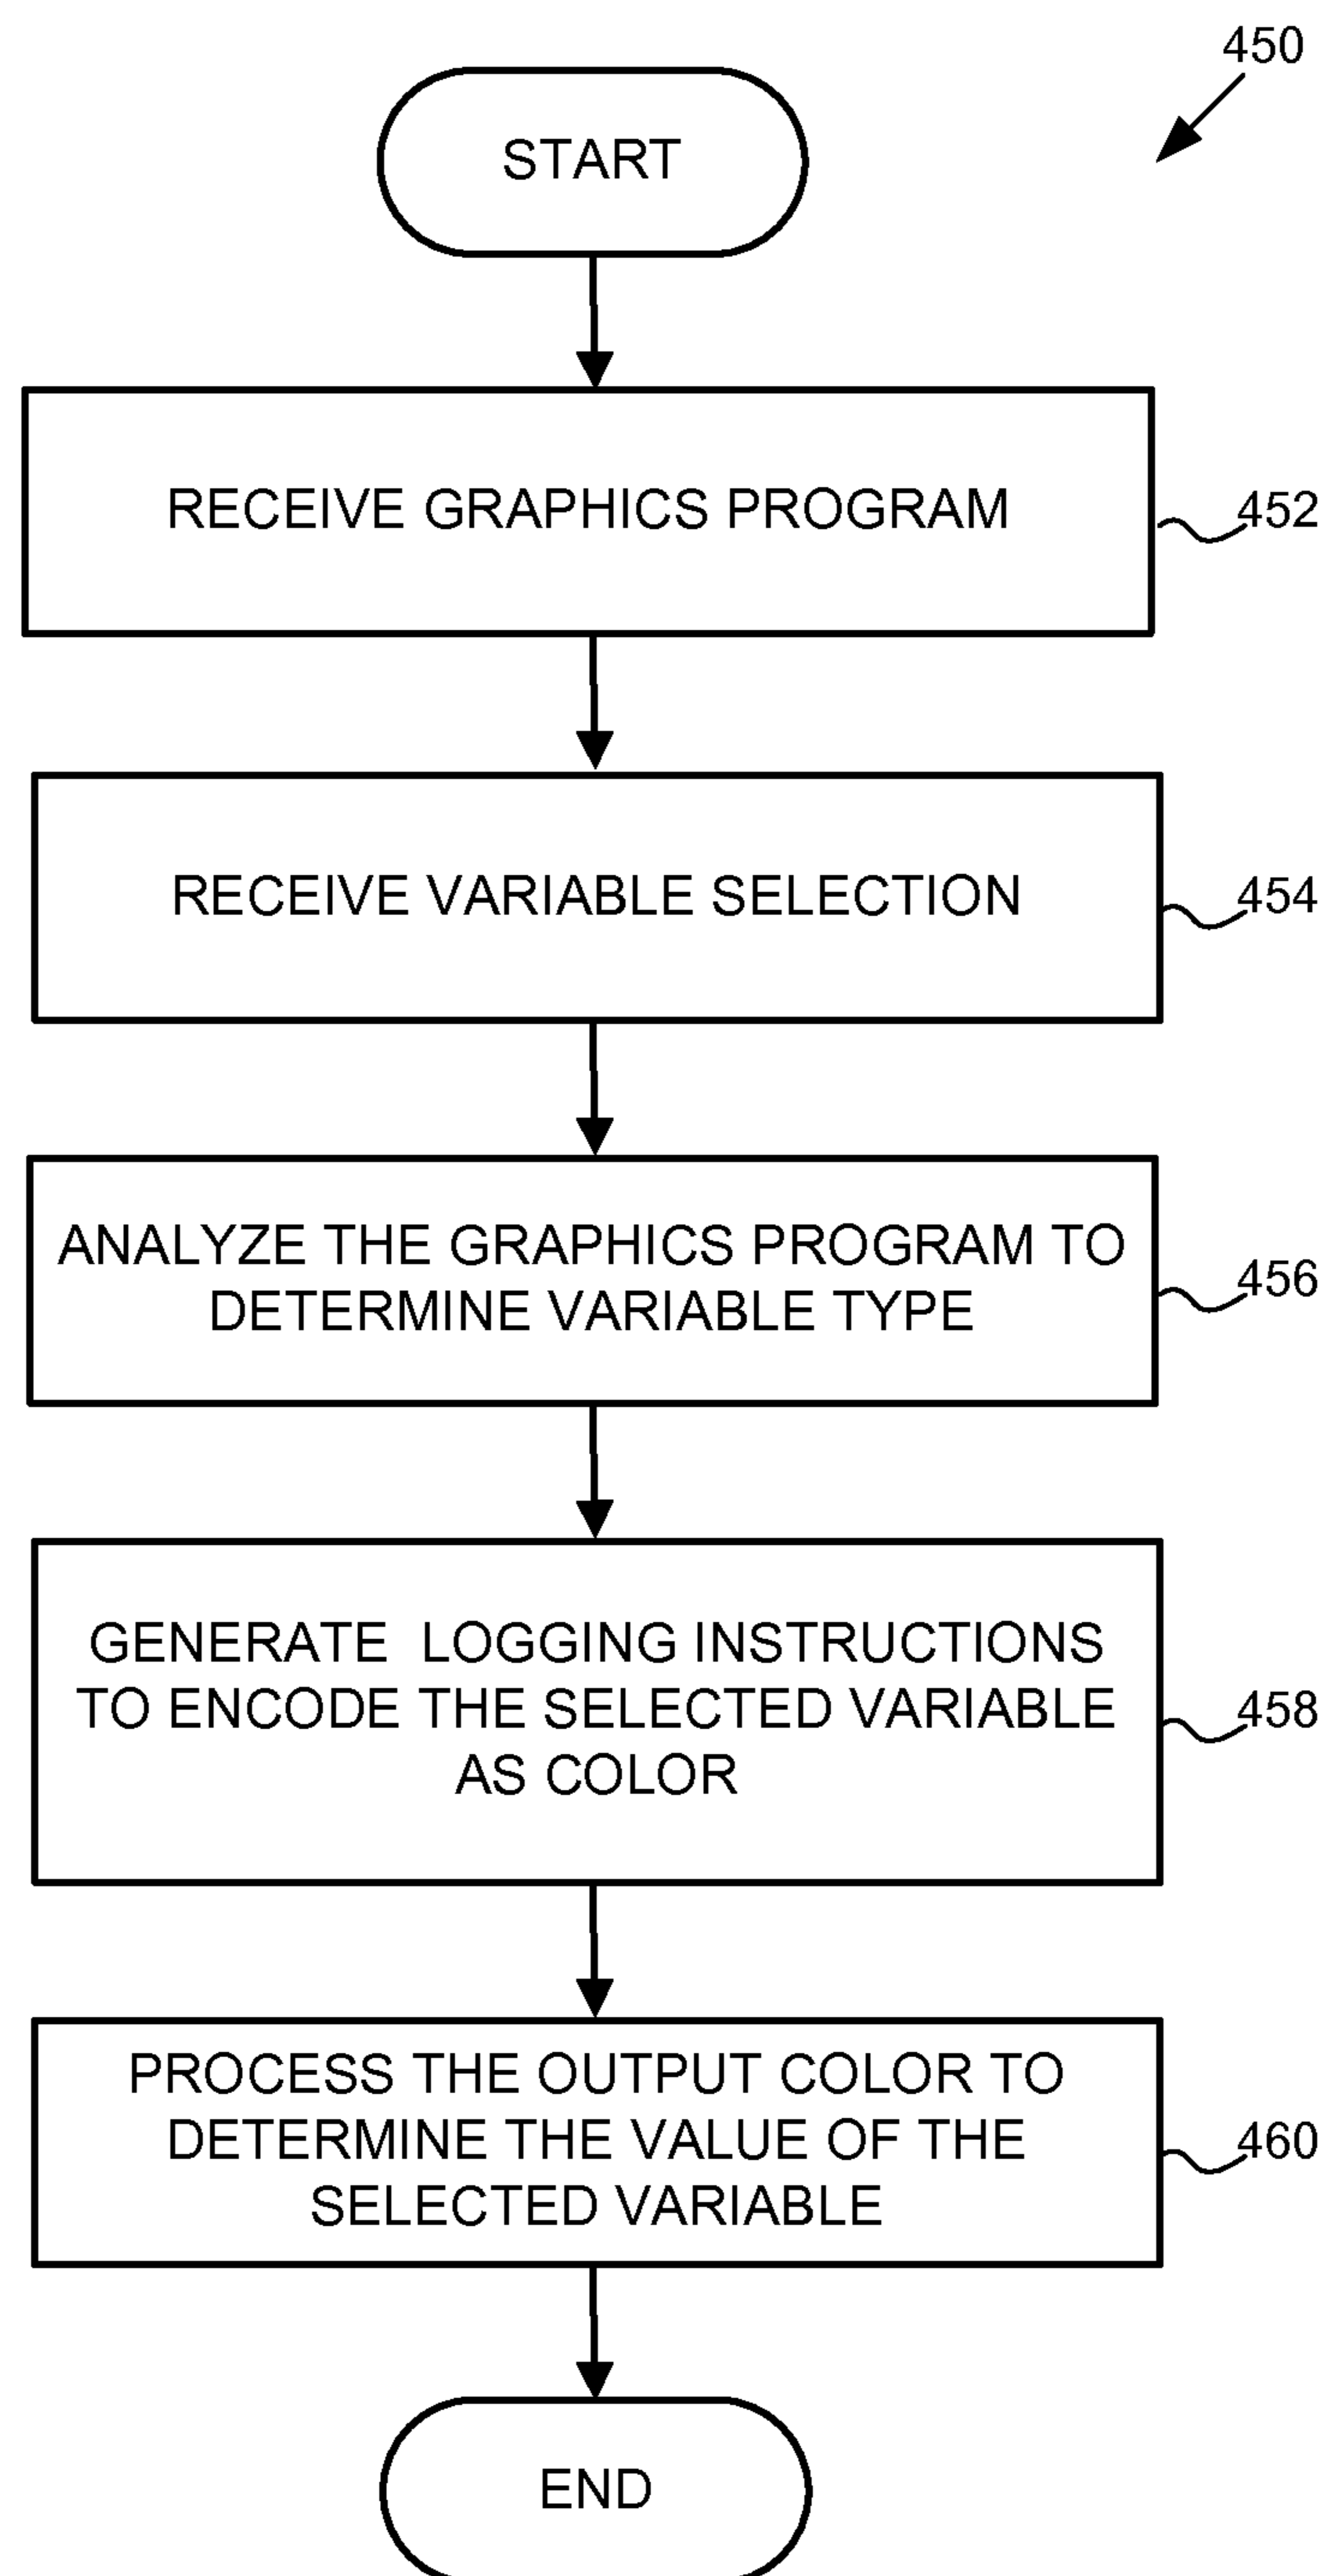 450
START
RECEIVE GRAPHICS PROGRAM
452
RECEIVE VARIABLE SELECTION
454
ANALYZE THE GRAPHICS PROGRAM TO
DETERMINE VARIABLE TYPE
456
GENERATE LOGGING INSTRUCTIONS
TO ENCODE THE SELECTED VARIABLE
AS COLOR
458
PROCESS THE OUTPUT COLOR TO
DETERMINE THE VALUE OF THE
SELECTED VARIABLE
460
END